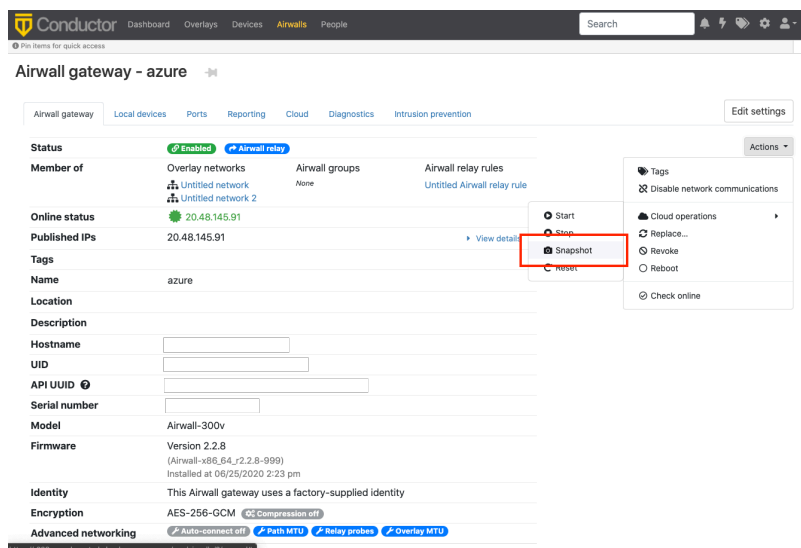 Conductor Dashboard Overlays Devices Airwalls People Search
Pin items for quick access
Airwall gateway - azure
Airwall gateway Local devices Ports Reporting Cloud Diagnostics Intrusion prevention Edit settings
Status Enabled Airwall relay Actions
Member of Overlay networks Airwall groups Airwall relay rules
Untitled network None Untitled Airwall relay rule
Untitled network 2
Tags
Disable network communications
Online status 20.48.145.91
Published IPs 20.48.145.91 View details
Start
Stop
Snapshot
Reset
Cloud operations
Replace...
Revoke
Reboot
Check online
Tags
Name azure
Location
Description
Hostname
UID
API UUID
Serial number
Model Airwall-300v
Firmware Version 2.2.8
(Airwall-x86_64_r2.2.8-999)
Installed at 06/25/2020 2:23 pm
Identity This Airwall gateway uses a factory-supplied identity
Encryption AES-256-GCM Compression off
Advanced networking Auto-connect off Path MTU Relay probes Overlay MTU